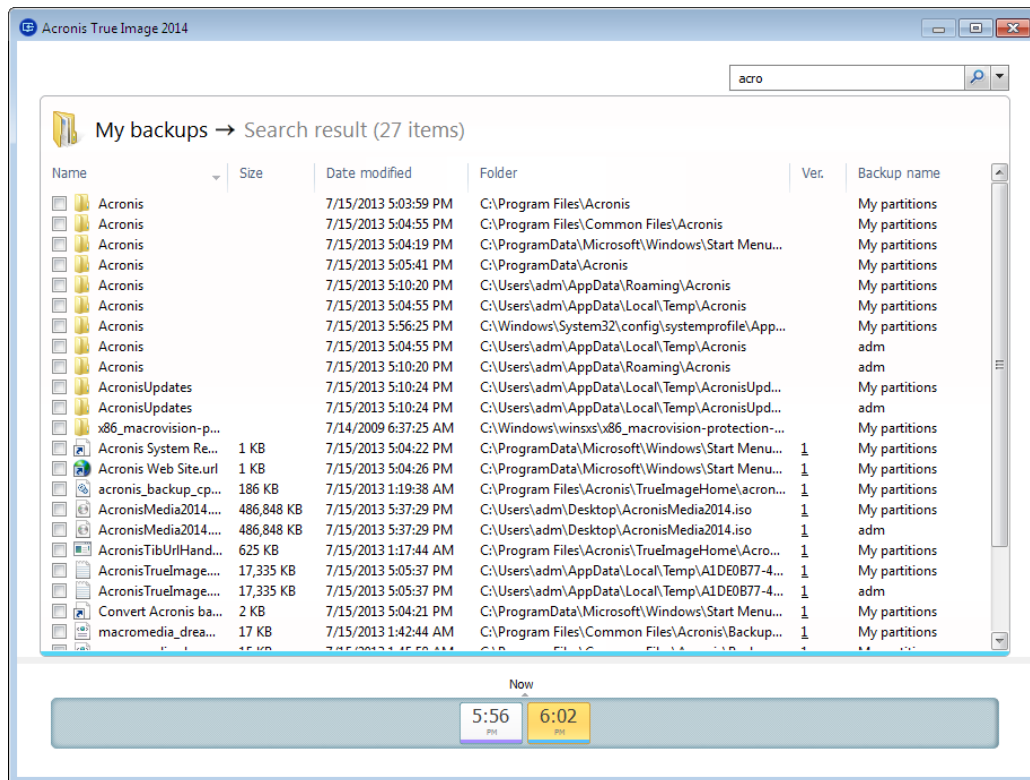 Acronis True Image 2014
acro
My backups → Search result (27 items)
Name Size Date modified Folder Ver. Backup name
Acronis 7/15/2013 5:03:59 PM C:\Program Files\Acronis My partitions
Acronis 7/15/2013 5:04:55 PM C:\Program Files\Common Files\Acronis My partitions
Acronis 7/15/2013 5:04:19 PM C:\ProgramData\Microsoft\Windows\Start Menu... My partitions
Acronis 7/15/2013 5:05:41 PM C:\ProgramData\Acronis My partitions
Acronis 7/15/2013 5:10:20 PM C:\Users\adm\AppData\Roaming\Acronis My partitions
Acronis 7/15/2013 5:04:55 PM C:\Users\adm\AppData\Local\Temp\Acronis My partitions
Acronis 7/15/2013 5:56:25 PM C:\Windows\System32\config\systemprofile\App... My partitions
Acronis 7/15/2013 5:04:55 PM C:\Users\adm\AppData\Local\Temp\Acronis adm
Acronis 7/15/2013 5:10:20 PM C:\Users\adm\AppData\Roaming\Acronis adm
AcronisUpdates 7/15/2013 5:10:24 PM C:\Users\adm\AppData\Local\Temp\AcronisUpd... My partitions
AcronisUpdates 7/15/2013 5:10:24 PM C:\Users\adm\AppData\Local\Temp\AcronisUpd... adm
x86_macrovision-p... 7/14/2009 6:37:25 AM C:\Windows\winsxs\x86_macrovision-protection-... My partitions
Acronis System Re... 1 KB 7/15/2013 5:04:22 PM C:\ProgramData\Microsoft\Windows\Start Menu... 1 My partitions
Acronis Web Site.url 1 KB 7/15/2013 5:04:26 PM C:\ProgramData\Microsoft\Windows\Start Menu... 1 My partitions
acronis_backup_cp... 186 KB 7/15/2013 1:19:38 AM C:\Program Files\Acronis\TrueImageHome\acron... 1 My partitions
AcronisMedia2014.... 486,848 KB 7/15/2013 5:37:29 PM C:\Users\adm\Desktop\AcronisMedia2014.iso 1 My partitions
AcronisMedia2014.... 486,848 KB 7/15/2013 5:37:29 PM C:\Users\adm\Desktop\AcronisMedia2014.iso 1 adm
AcronisTibUrlHand... 625 KB 7/15/2013 1:17:44 AM C:\Program Files\Acronis\TrueImageHome\Acro... 1 My partitions
AcronisTrueImage.... 17,335 KB 7/15/2013 5:05:37 PM C:\Users\adm\AppData\Local\Temp\A1DE0B77-4... 1 My partitions
AcronisTrueImage.... 17,335 KB 7/15/2013 5:05:37 PM C:\Users\adm\AppData\Local\Temp\A1DE0B77-4... 1 adm
Convert Acronis ba... 2 KB 7/15/2013 5:04:21 PM C:\ProgramData\Microsoft\Windows\Start Menu... 1 My partitions
macromedia_drea... 17 KB 7/15/2013 1:42:44 AM C:\Program Files\Common Files\Acronis\Backup... 1 My partitions
Now
5:56 6:02
PM PM